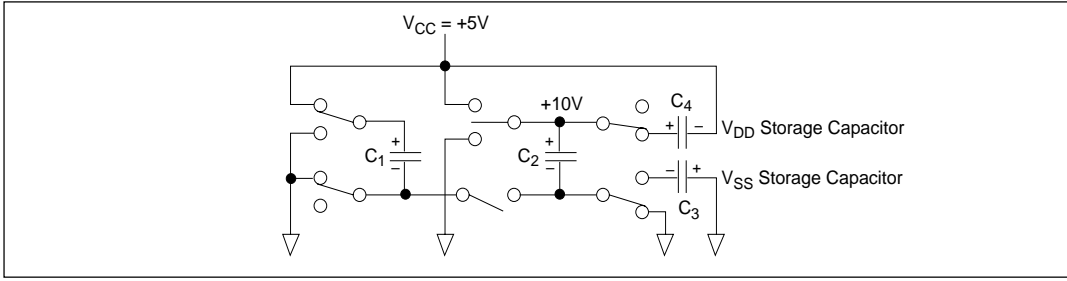 V_CC = +5V
+10V
C_4
+ −
V_DD Storage Capacitor
+
C_1
−
+
C_2
−
− +
V_SS Storage Capacitor
C_3